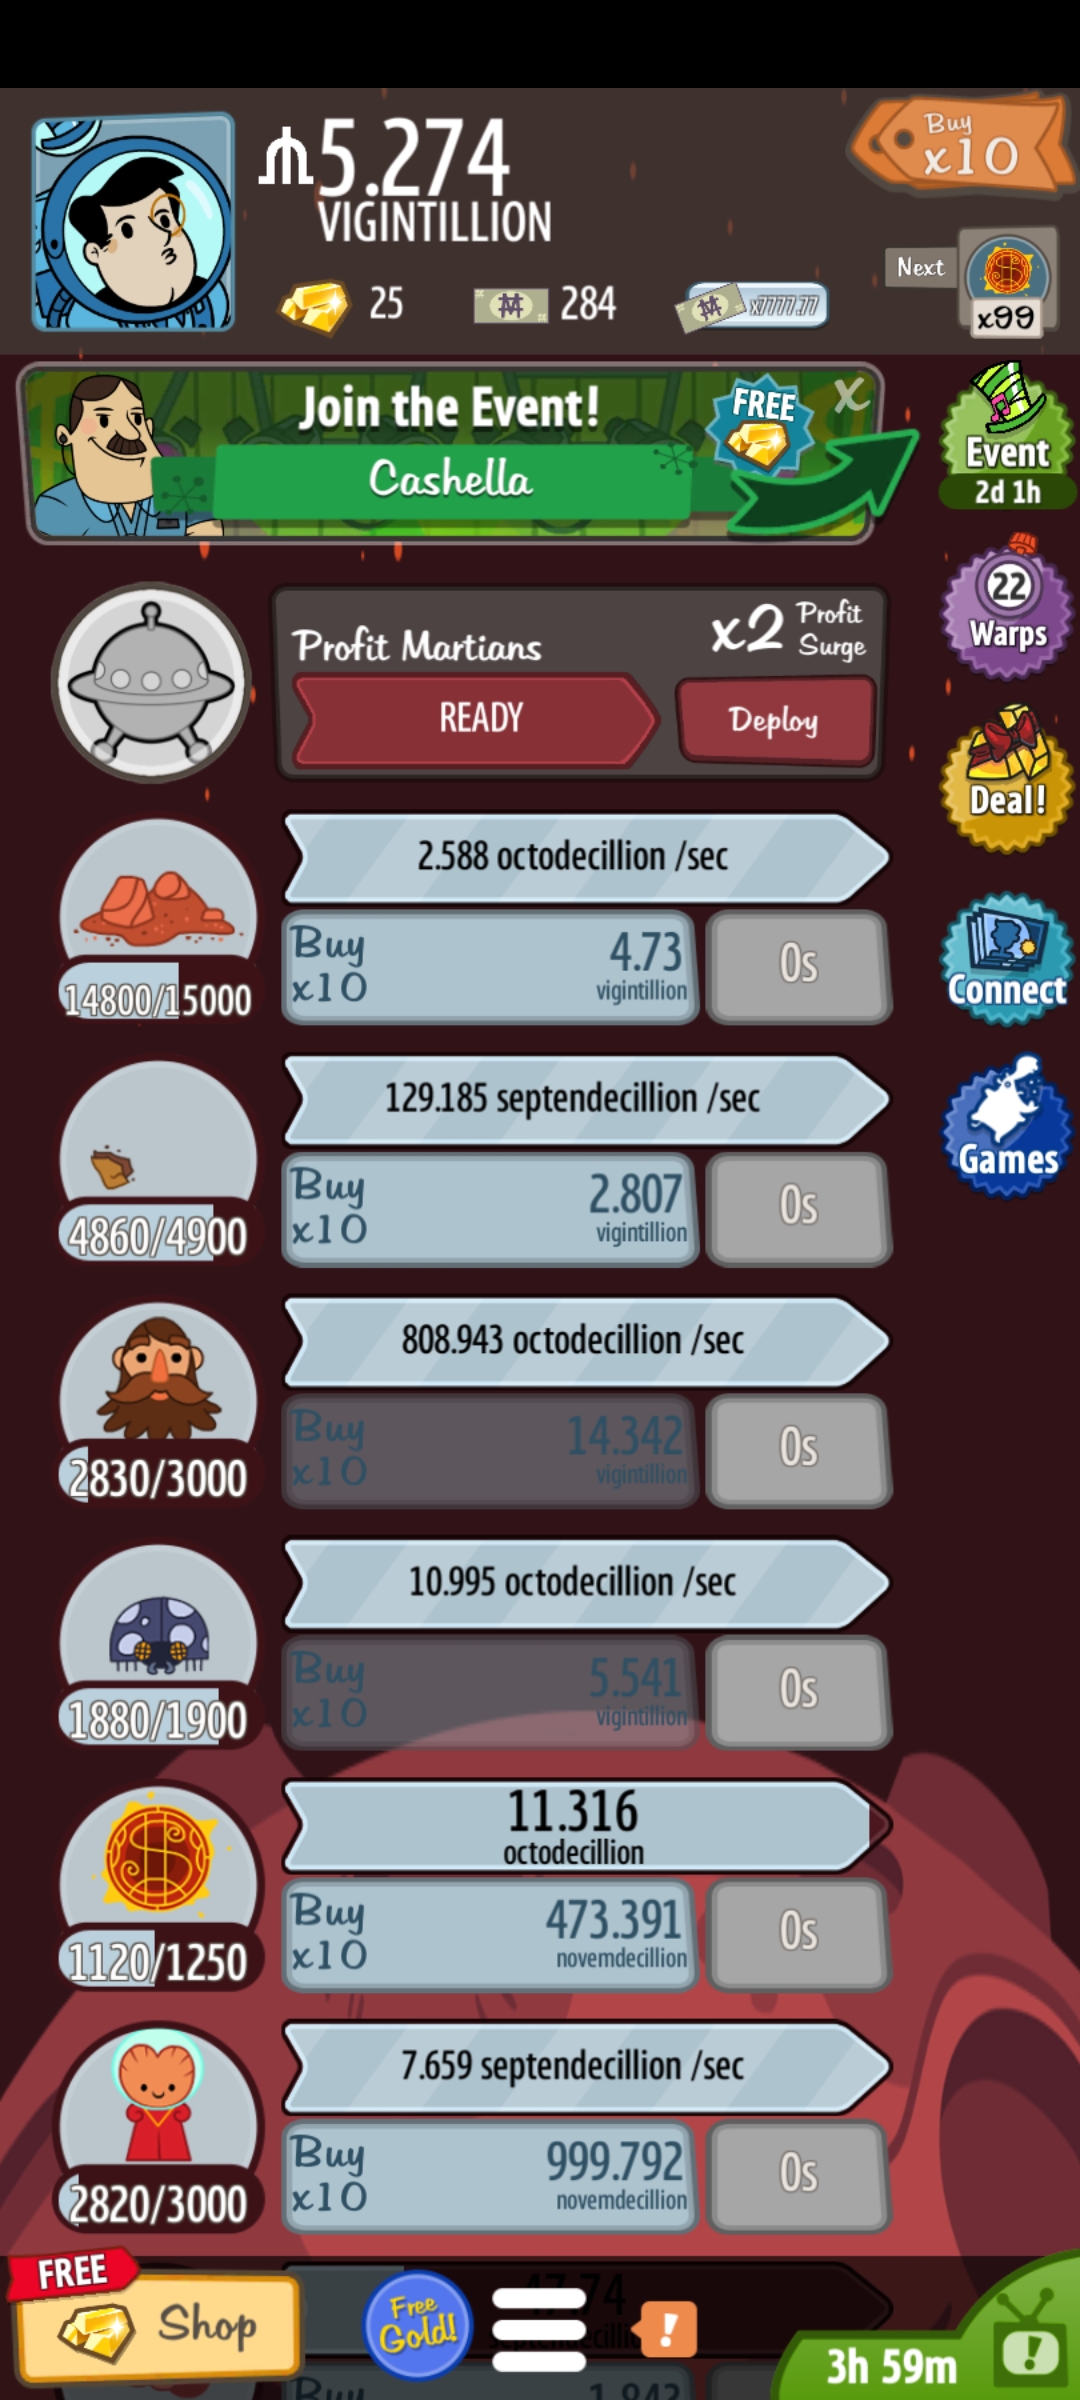 5.274
VIGINTILLION
Buy
x10
25
284
x7777.77
Next
x99
Join the Event!
FREE
X
Cashella
Event
2d 1h
22
Warps
Profit Martians
x2 Profit
Surge
READY
Deploy
Deal!
2.588 octodecillion /sec
Buy
x10
4.73
vigintillion
0s
14800/15000
Connect
129.185 septendecillion /sec
Buy
x10
2.807
vigintillion
0s
4860/4900
Games
808.943 octodecillion /sec
Buy
x10
14.342
vigintillion
0s
2830/3000
10.995 octodecillion /sec
Buy
x10
5.541
vigintillion
0s
1880/1900
11.316
octodecillion
Buy
x10
473.391
novemdecillion
0s
1120/1250
7.659 septendecillion /sec
Buy
x10
999.792
novemdecillion
0s
2820/3000
FREE
Shop
Free
Gold!
!
3h 59m
!
Buy